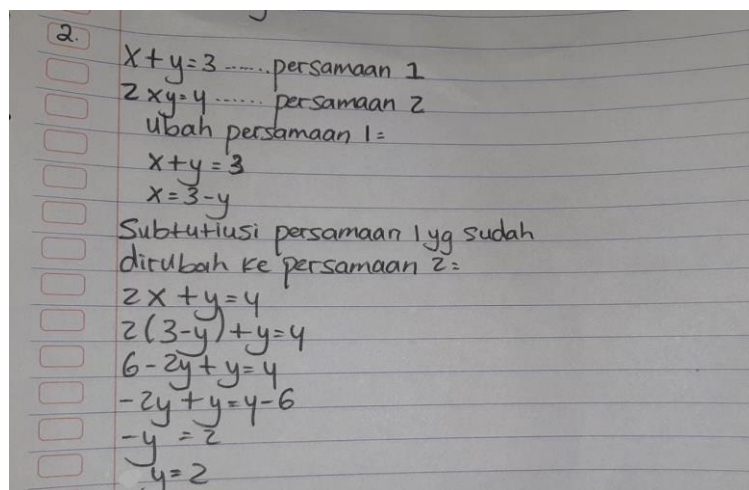 2.
x+y=3 ...... persamaan 1
2xy=4 ...... persamaan 2
Ubah persamaan 1=
x+y=3
x=3-y
Subtutiusi persamaan 1 yg sudah
dirubah ke persamaan 2=
2x+y=4
2(3-y)+y=4
6-2y+y=4
-2y+y=4-6
-y=2
y=2